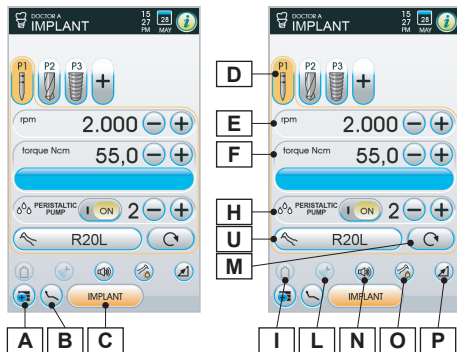 DOCTOR A
IMPLANT
15
27
PM
28
MAY
i
P1
P2
P3
+
rpm
2.000
− +
torque Ncm
55,0
− +
PERISTALTIC
PUMP
I ON
2
− +
R20L
IMPLANT
A
B
C
DOCTOR A
IMPLANT
15
27
PM
28
MAY
i
P1
P2
P3
+
rpm
2.000
− +
torque Ncm
55,0
− +
PERISTALTIC
PUMP
I ON
2
− +
R20L
IMPLANT
D
E
F
H
U
M
I
L
N
O
P